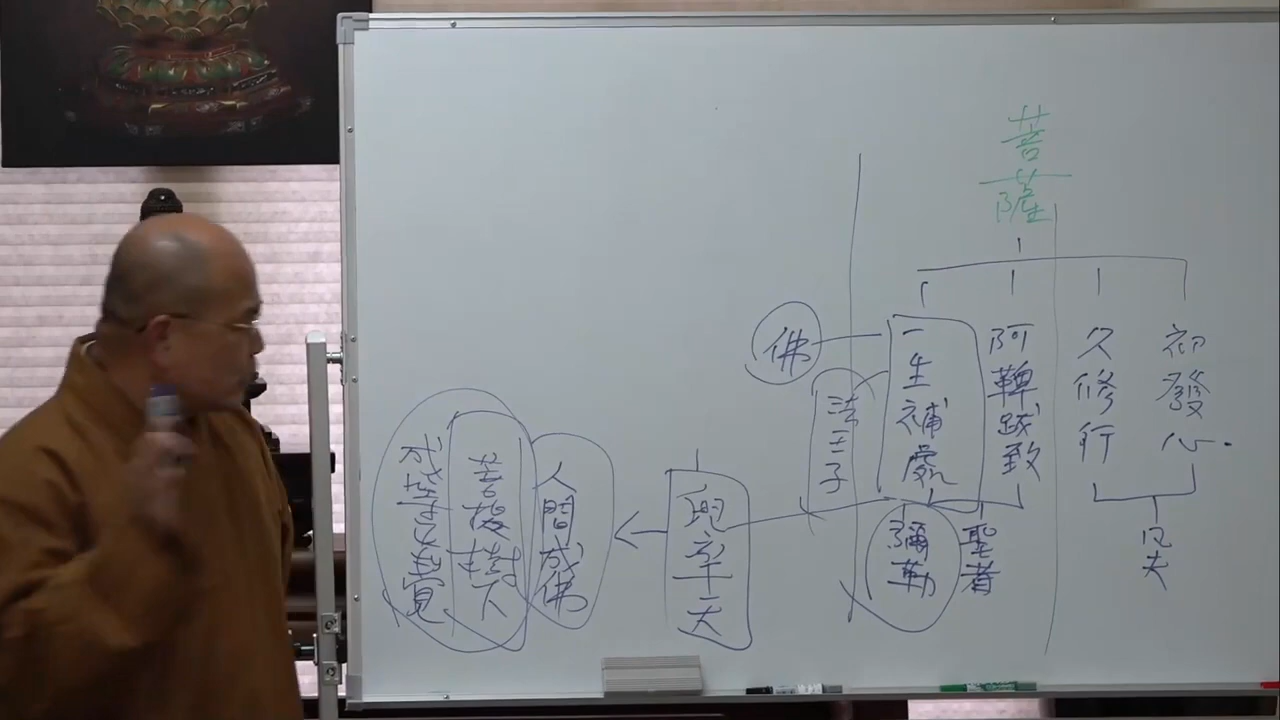 菩薩
初發心
久修行
阿鞞跋致
一生補處
凡夫
聖者
彌勒
佛
法王子
兜率天
人間成佛
菩提樹下
成等正覺